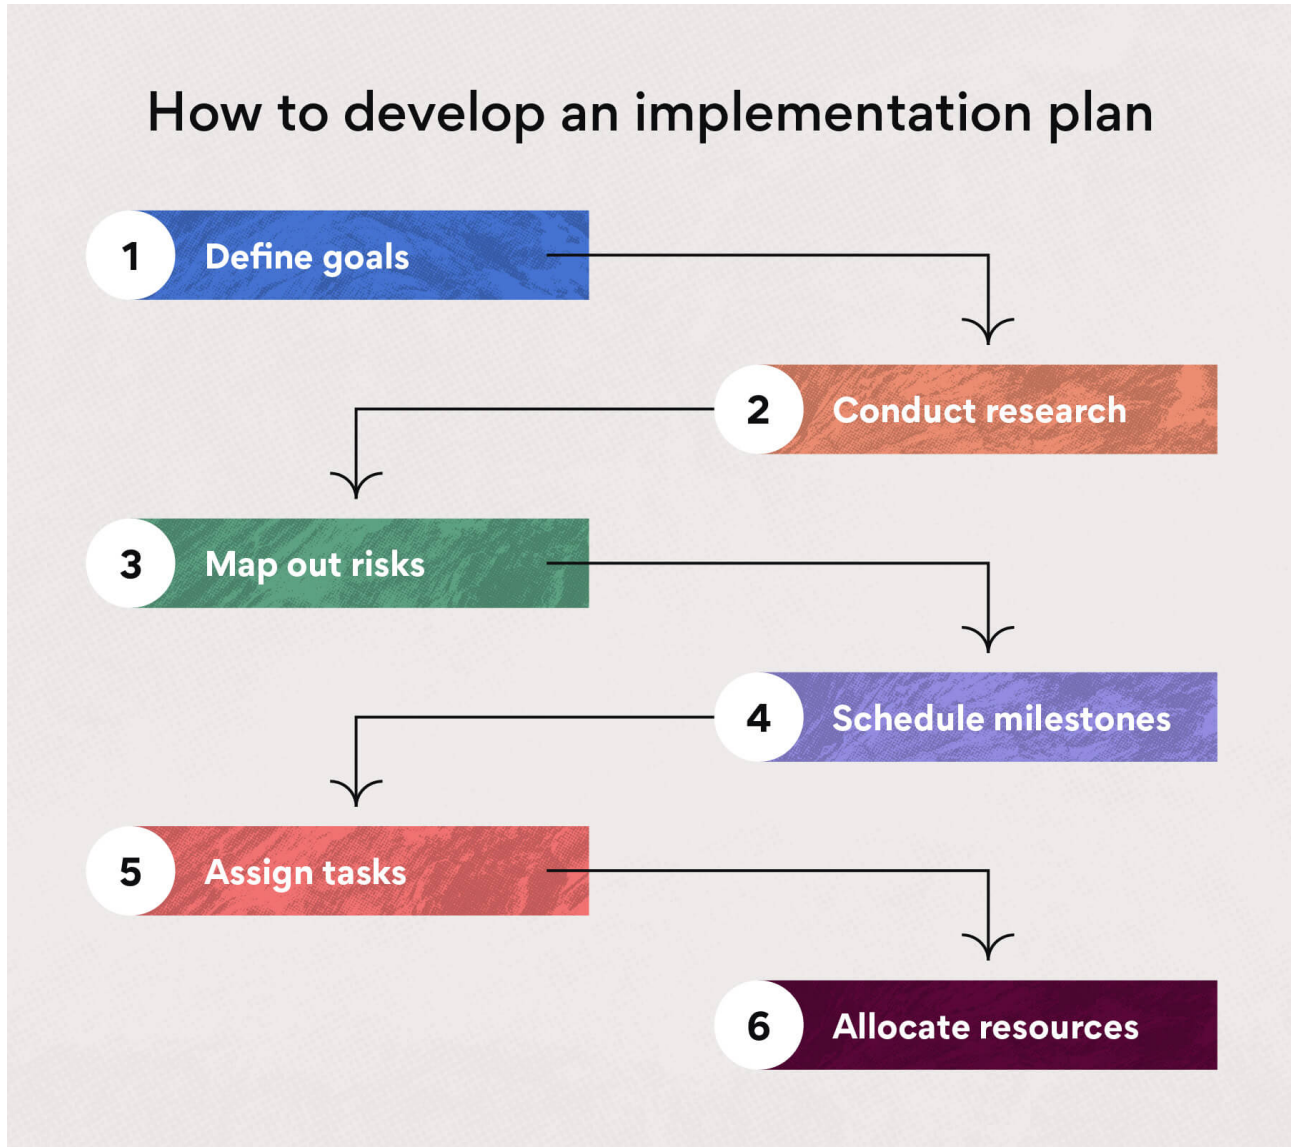 How to develop an implementation plan
1 Define goals
2 Conduct research
3 Map out risks
4 Schedule milestones
5 Assign tasks
6 Allocate resources